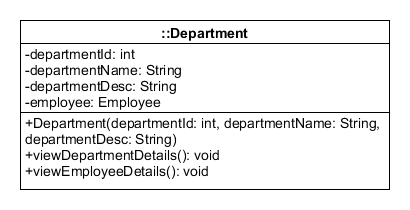 ::Department
-departmentId: int
-departmentName: String
-departmentDesc: String
-employee: Employee
+Department(departmentId: int, departmentName: String,
departmentDesc: String)
+viewDepartmentDetails(): void
+viewEmployeeDetails(): void